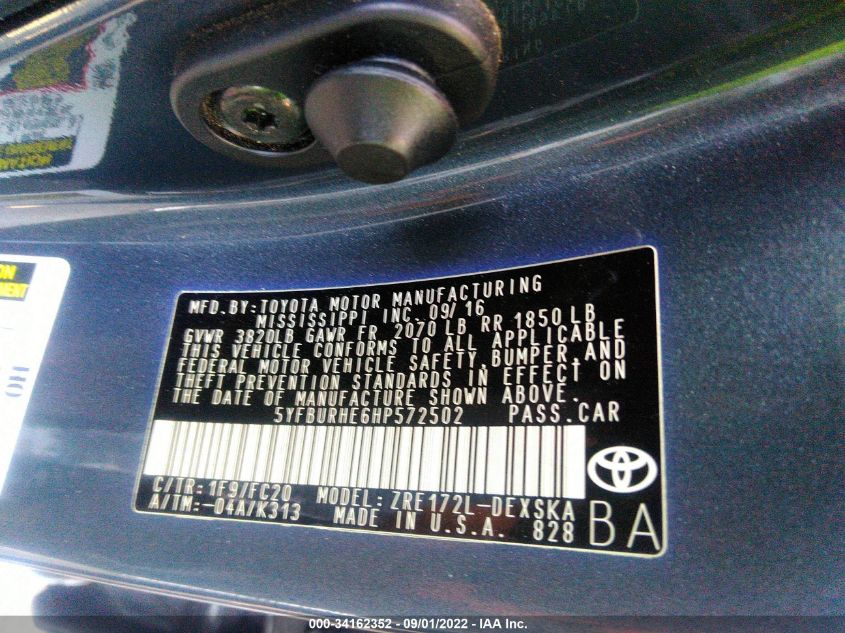 MFD.BY:TOYOTA MOTOR MANUFACTURING
MISSISSIPPI INC. 09/16
GVWR 3820LB GAWR FR 2070 LB RR 1850 LB
THIS VEHICLE CONFORMS TO ALL APPLICABLE
FEDERAL MOTOR VEHICLE SAFETY, BUMPER, AND
THEFT PREVENTION STANDARDS IN EFFECT ON
THE DATE OF MANUFACTURE SHOWN ABOVE.
5YFBURHE6HP572502 PASS.CAR
C/TR: 1F9/FC20 MODEL: ZRE172L-DEXSKA
A/TM:-04A/K313 MADE IN U.S.A. 828
BA
000-34162352 - 09/01/2022 - IAA Inc.